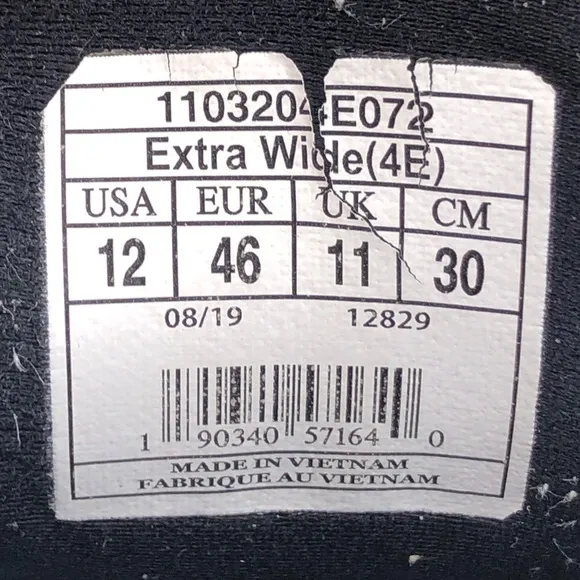 1103204E072
Extra Wide(4E)
USA EUR UK CM
12 46 11 30
08/19 12829
1 90340 57164 0
MADE IN VIETNAM
FABRIQUE AU VIETNAM